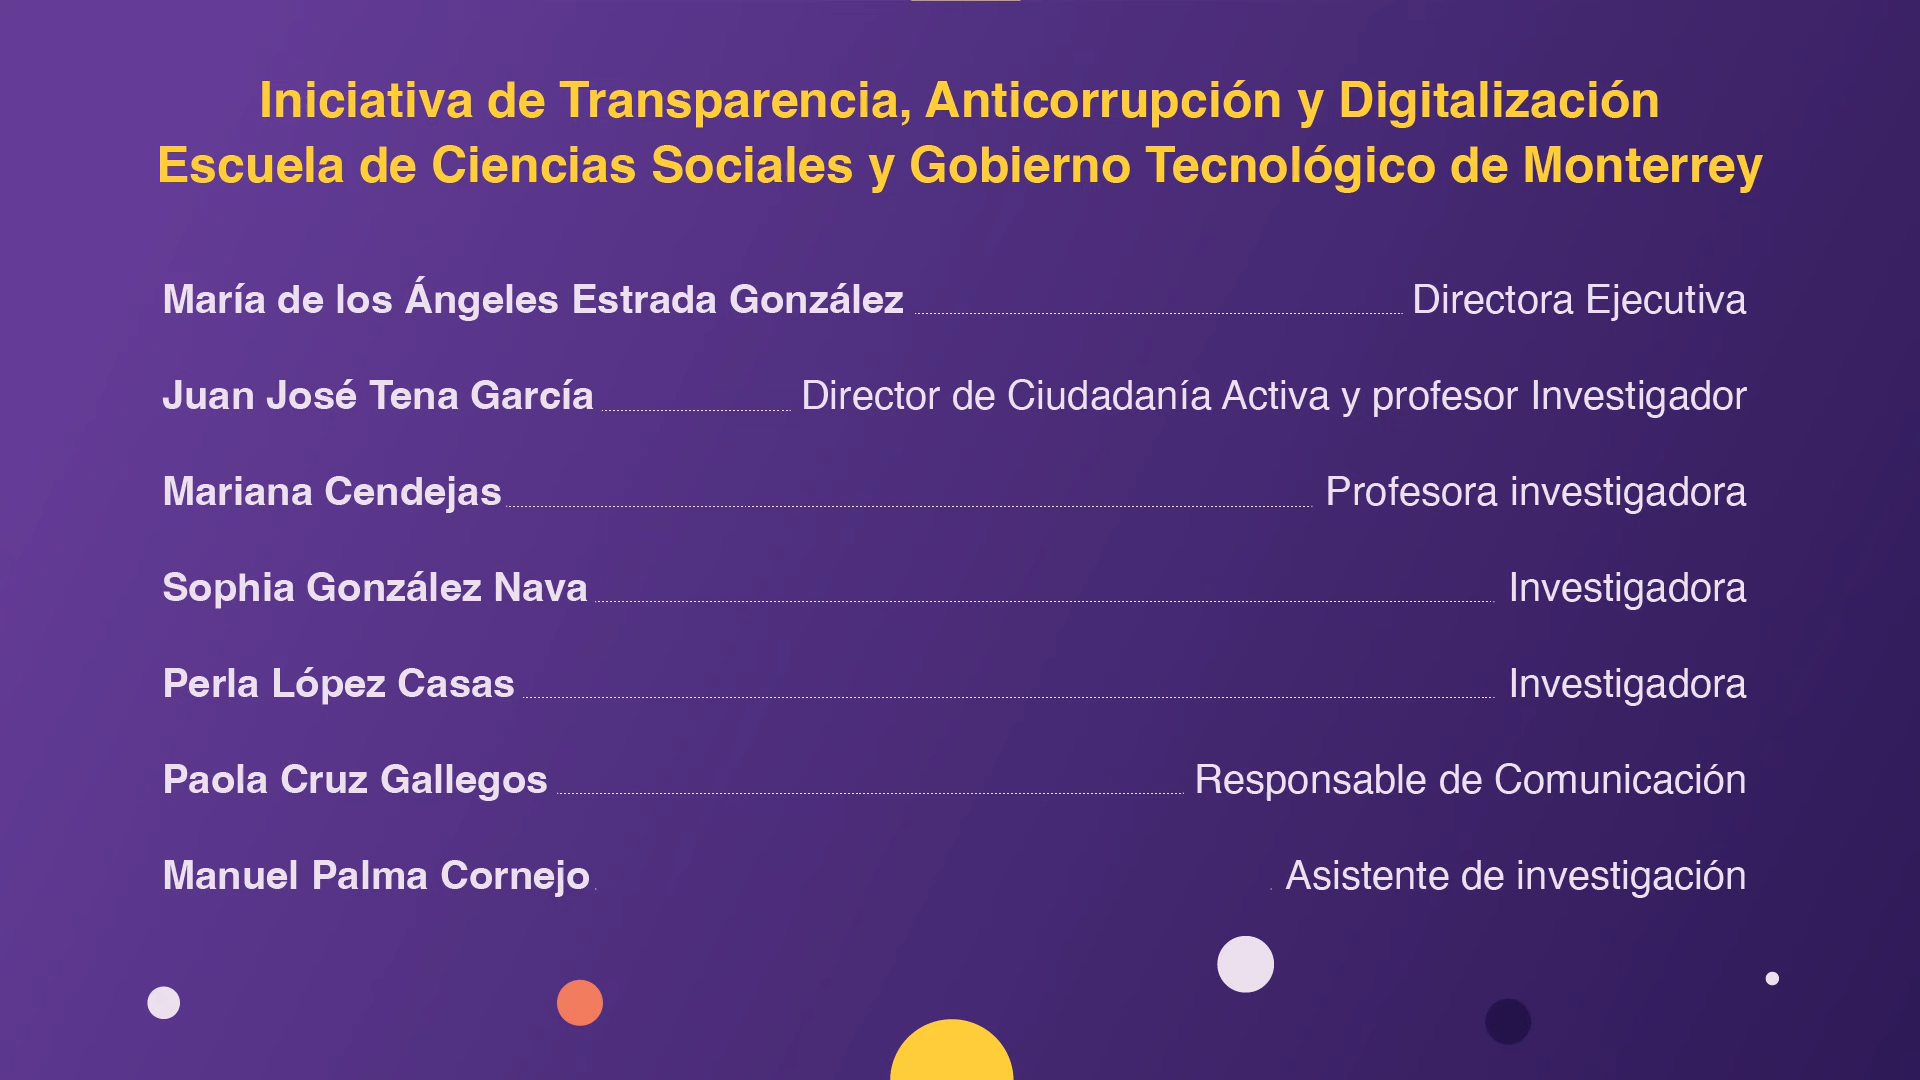 Iniciativa de Transparencia, Anticorrupción y Digitalización
Escuela de Ciencias Sociales y Gobierno Tecnológico de Monterrey
María de los Ángeles Estrada González Directora Ejecutiva
Juan José Tena García Director de Ciudadanía Activa y profesor Investigador
Mariana Cendejas Profesora investigadora
Sophia González Nava Investigadora
Perla López Casas Investigadora
Paola Cruz Gallegos Responsable de Comunicación
Manuel Palma Cornejo Asistente de investigación